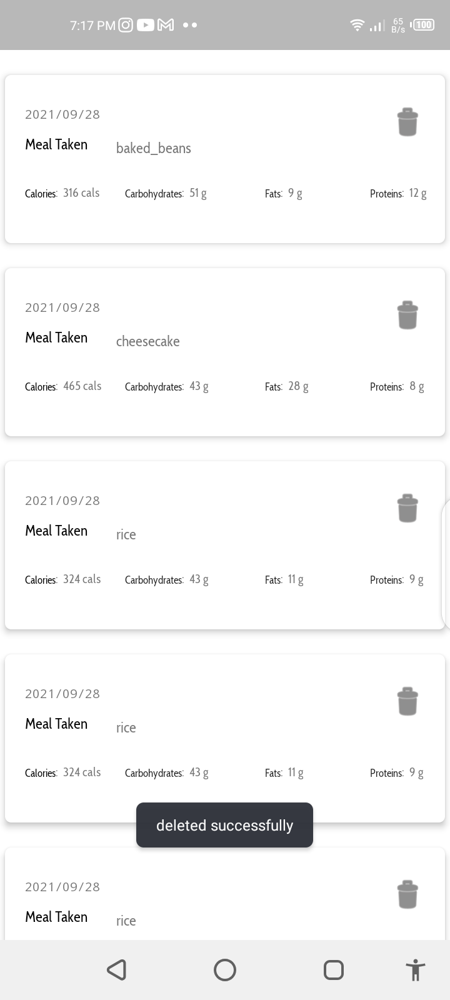 7:17 PM 65 B/s 100
2021/09/28
Meal Taken baked_beans
Calories: 316 cals Carbohydrates: 51 g Fats: 9 g Proteins: 12 g
2021/09/28
Meal Taken cheesecake
Calories: 465 cals Carbohydrates: 43 g Fats: 28 g Proteins: 8 g
2021/09/28
Meal Taken rice
Calories: 324 cals Carbohydrates: 43 g Fats: 11 g Proteins: 9 g
2021/09/28
Meal Taken rice
Calories: 324 cals Carbohydrates: 43 g Fats: 11 g Proteins: 9 g
deleted successfully
2021/09/28
Meal Taken rice